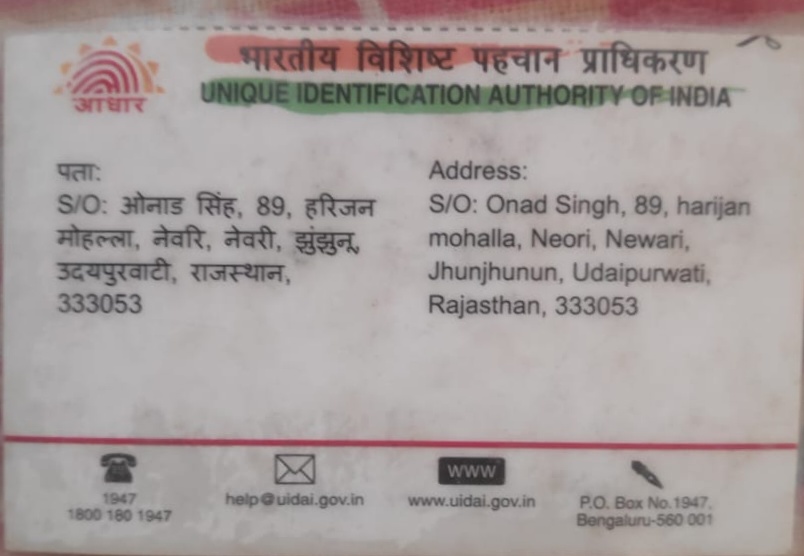 भारतीय विशिष्ट पहचान प्राधिकरण
UNIQUE IDENTIFICATION AUTHORITY OF INDIA
आधार
पता:
S/O: ओनाड सिंह, 89, हरिजन
मोहल्ला, नेवरि, नेवरी, झुंझुनू,
उदयपुरवाटी, राजस्थान,
333053
Address:
S/O: Onad Singh, 89, harijan
mohalla, Neori, Newari,
Jhunjhunun, Udaipurwati,
Rajasthan, 333053
1947
1800 180 1947
help@uidai.gov.in
www
www.uidai.gov.in
P.O. Box No.1947,
Bengaluru-560 001